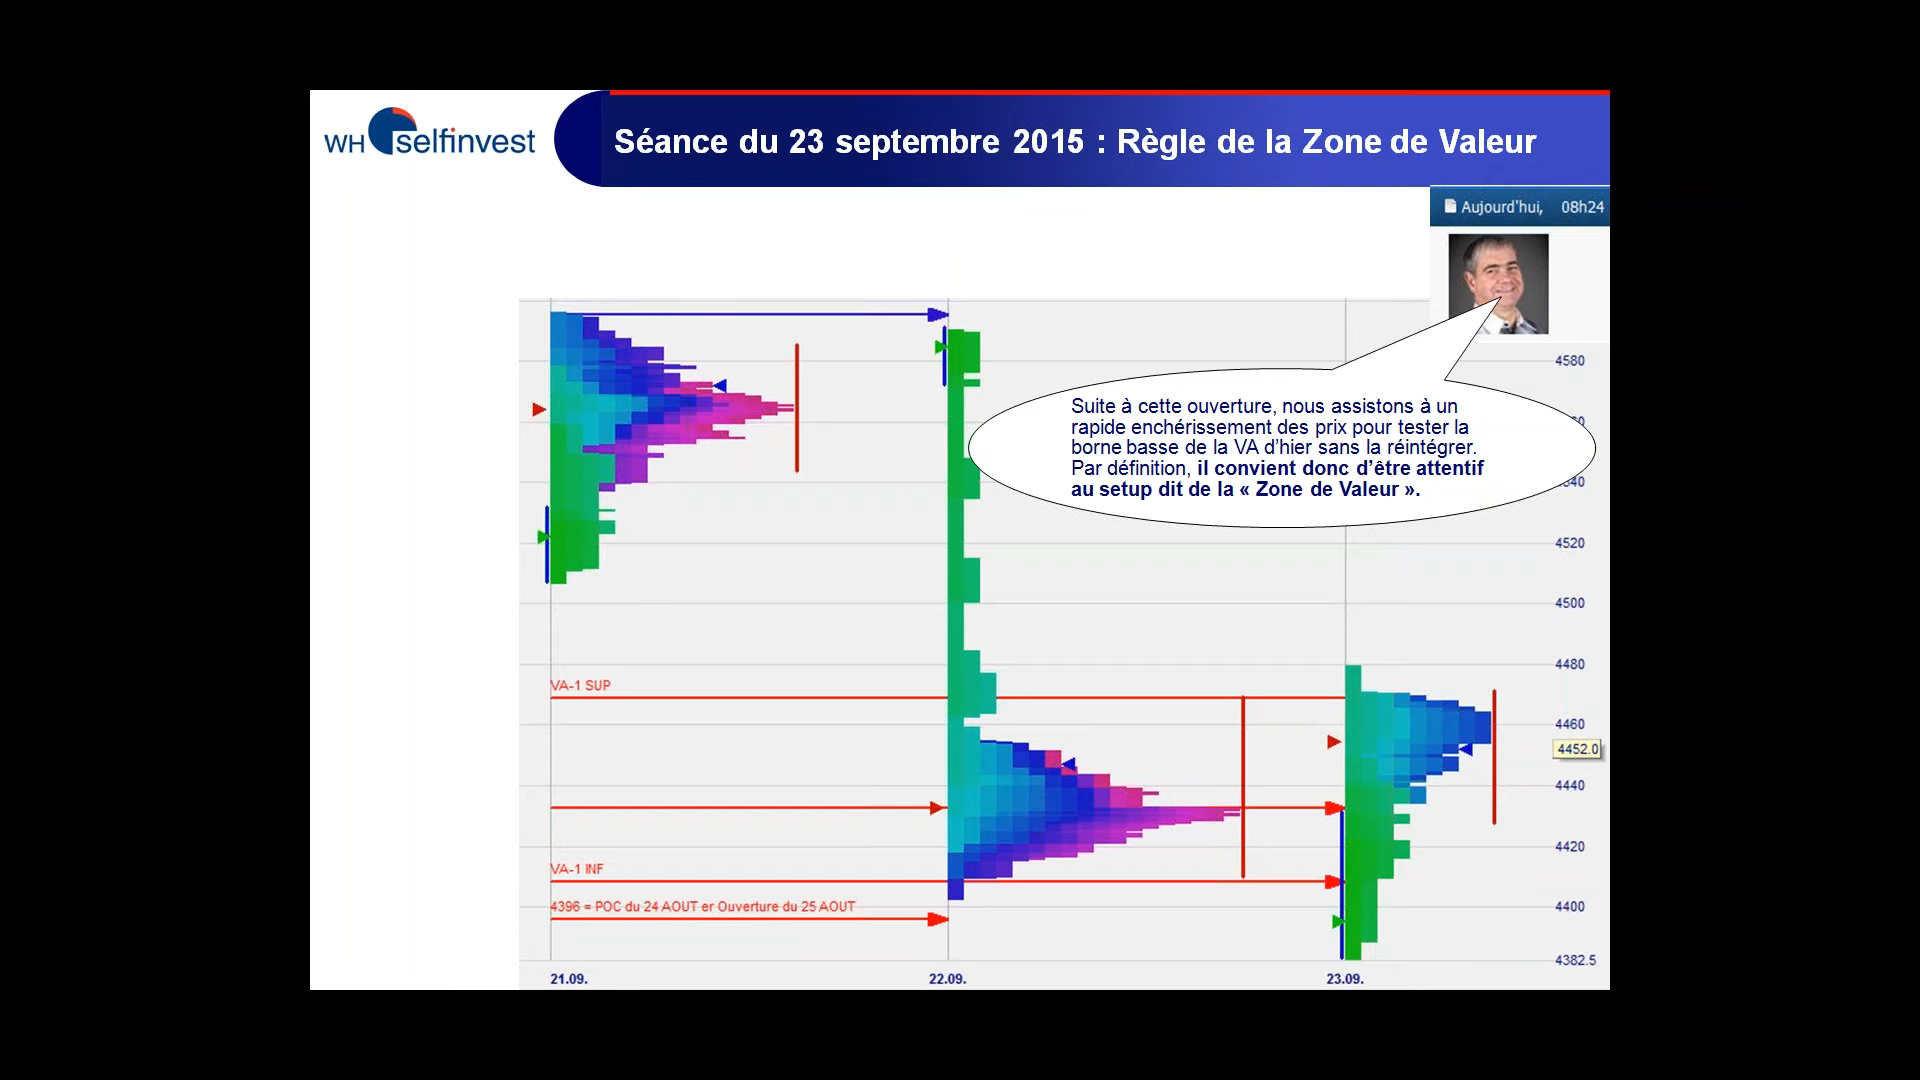 WH selfinvest
Séance du 23 septembre 2015 : Règle de la Zone de Valeur
Aujourd'hui, 08h24
Suite à cette ouverture, nous assistons à un
rapide enchérissement des prix pour tester la
borne basse de la VA d'hier sans la réintégrer.
Par définition, il convient donc d'être attentif
au setup dit de la « Zone de Valeur ».
4580
4520
4500
4480
4460
4452.0
4440
4420
4400
4382.5
VA-1 SUP
VA-1 INF
4396 = POC du 24 AOUT er Ouverture du 25 AOUT
21.09.
22.09.
23.09.